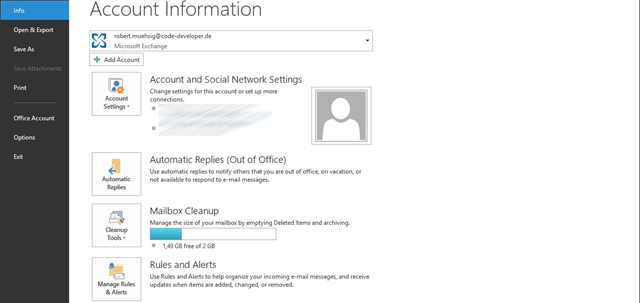 Info
Open & Export
Save As
Save Attachments
Print
Office Account
Options
Exit
Account Information
robert.muehsig@code-developer.de
Microsoft Exchange
Add Account
Account
Settings
Account and Social Network Settings
Change settings for this account or set up more
connections.
Automatic
Replies
Automatic Replies (Out of Office)
Use automatic replies to notify others that you are out of office, on vacation, or
not available to respond to e-mail messages.
Cleanup
Tools
Mailbox Cleanup
Manage the size of your mailbox by emptying Deleted Items and archiving.
1,49 GB free of 2 GB
Manage Rules
& Alerts
Rules and Alerts
Use Rules and Alerts to help organize your incoming e-mail messages, and receive
updates when items are added, changed, or removed.